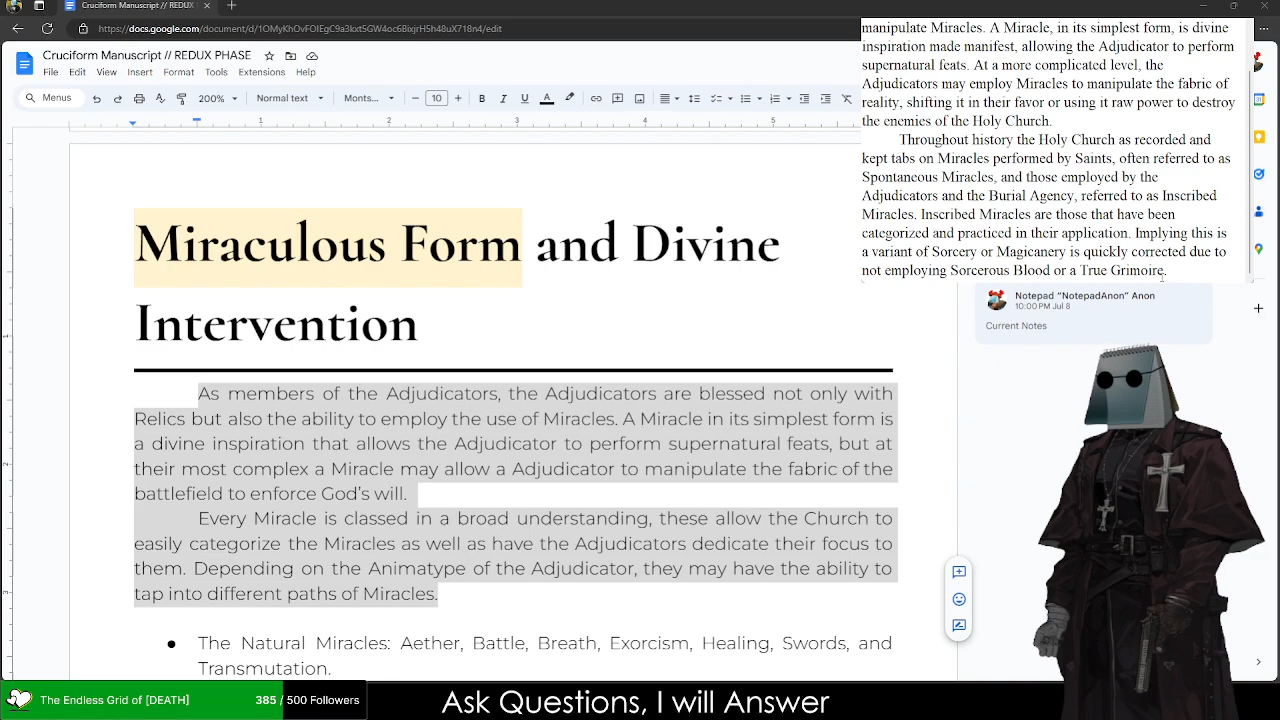 Cruciform Manuscript // REDUX
https://docs.google.com/document/d/1OMyKhOvFOIEgC9a3kxt5GW4oc6BixjrH5h48uX718n4/edit
Cruciform Manuscript // REDUX PHASE
File Edit View Insert Format Tools Extensions Help
Menus 200% Normal text Monts... 10 B I U A
1 2 3 4 5
Miraculous Form and Divine
Intervention
As members of the Adjudicators, the Adjudicators are blessed not only with
Relics but also the ability to employ the use of Miracles. A Miracle in its simplest form is
a divine inspiration that allows the Adjudicator to perform supernatural feats, but at
their most complex a Miracle may allow a Adjudicator to manipulate the fabric of the
battlefield to enforce God's will.
Every Miracle is classed in a broad understanding, these allow the Church to
easily categorize the Miracles as well as have the Adjudicators dedicate their focus to
them. Depending on the Animatype of the Adjudicator, they may have the ability to
tap into different paths of Miracles.
● The Natural Miracles: Aether, Battle, Breath, Exorcism, Healing, Swords, and
Transmutation.
manipulate Miracles. A Miracle, in its simplest form, is divine
inspiration made manifest, allowing the Adjudicator to perform
supernatural feats. At a more complicated level, the
Adjudicators may employ Miracles to manipulate the fabric of
reality, shifting it in their favor or using it raw power to destroy
the enemies of the Holy Church.
Throughout history the Holy Church as recorded and
kept tabs on Miracles performed by Saints, often referred to as
Spontaneous Miracles, and those employed by the
Adjudicators and the Burial Agency, referred to as Inscribed
Miracles. Inscribed Miracles are those that have been
categorized and practiced in their application. Implying this is
a variant of Sorcery or Magicanery is quickly corrected due to
not employing Sorcerous Blood or a True Grimoire.
Notepad "NotepadAnon" Anon
10:00 PM Jul 8
Current Notes
The Endless Grid of [DEATH] 385 / 500 Followers
Ask Questions, I will Answer